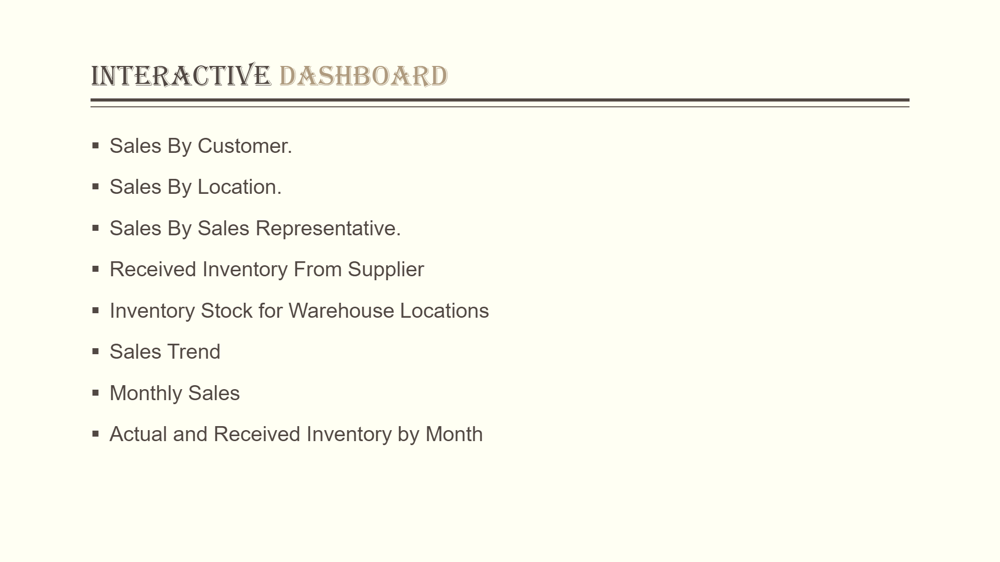 INTERACTIVE DASHBOARD
▪ Sales By Customer.
▪ Sales By Location.
▪ Sales By Sales Representative.
▪ Received Inventory From Supplier
▪ Inventory Stock for Warehouse Locations
▪ Sales Trend
▪ Monthly Sales
▪ Actual and Received Inventory by Month